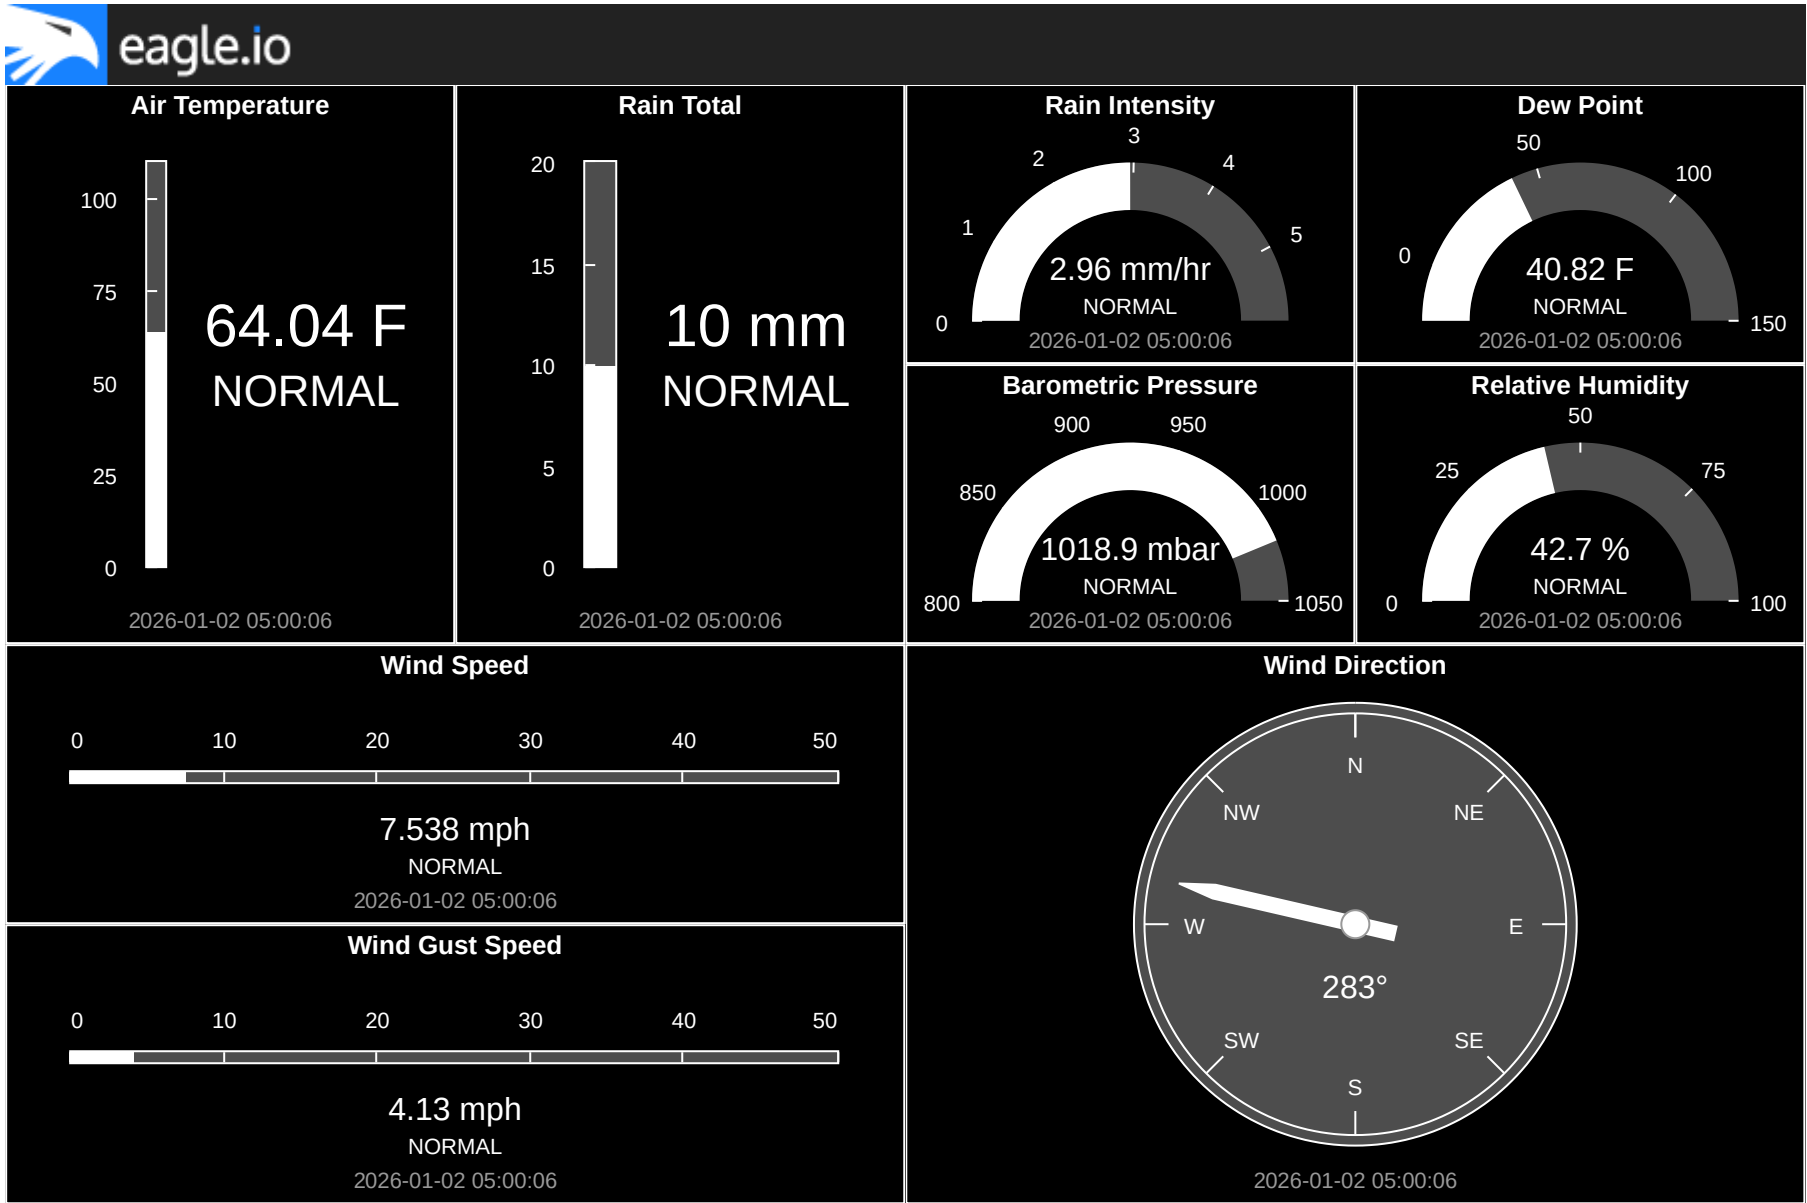 eagle.io
Air Temperature
100
75
50
25
0
64.04 F
NORMAL
2026-01-02 05:00:06
Rain Total
20
15
10
5
0
10 mm
NORMAL
2026-01-02 05:00:06
Rain Intensity
0
1
2
3
4
5
2.96 mm/hr
NORMAL
2026-01-02 05:00:06
Dew Point
0
50
100
150
40.82 F
NORMAL
2026-01-02 05:00:06
Barometric Pressure
800
850
900
950
1000
1050
1018.9 mbar
NORMAL
2026-01-02 05:00:06
Relative Humidity
0
25
50
75
100
42.7 %
NORMAL
2026-01-02 05:00:06
Wind Speed
0 10 20 30 40 50
7.538 mph
NORMAL
2026-01-02 05:00:06
Wind Gust Speed
0 10 20 30 40 50
4.13 mph
NORMAL
2026-01-02 05:00:06
Wind Direction
N
NW NE
W E
283°
SW SE
S
2026-01-02 05:00:06